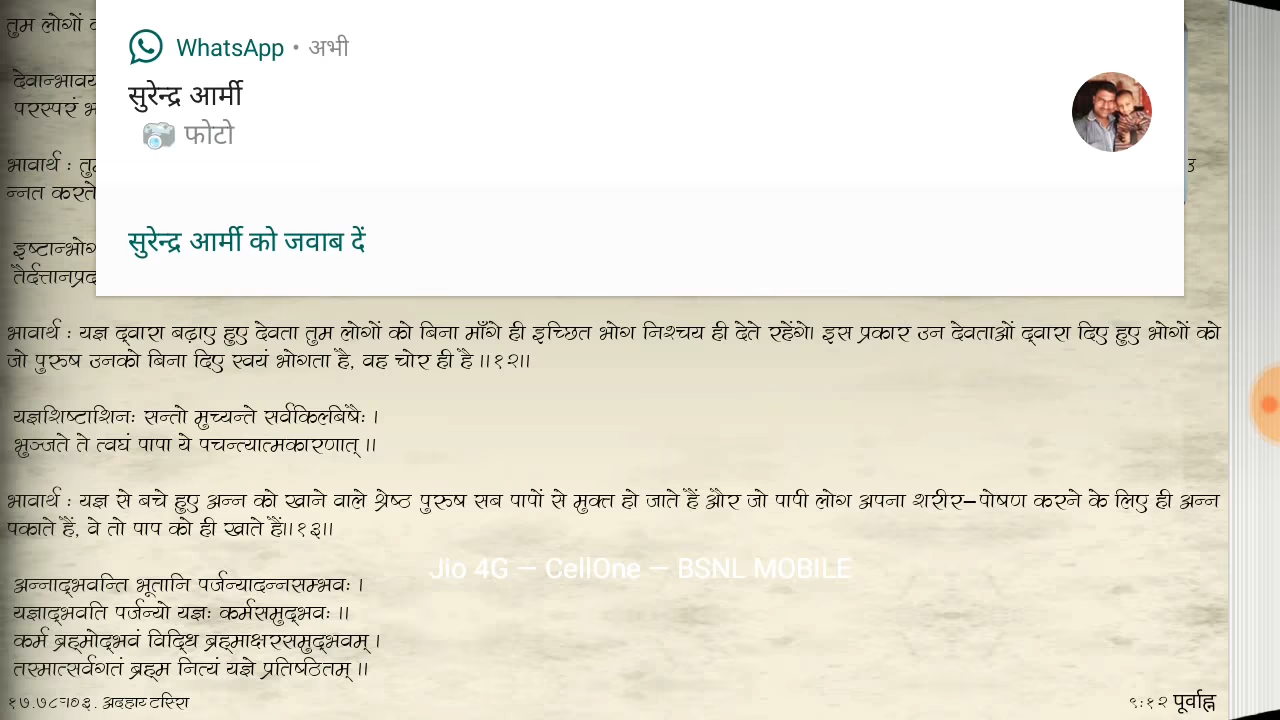 तुम लोगों
WhatsApp • अभी
सुरेन्द्र आर्मी
फोटो
सुरेन्द्र आर्मी को जवाब दें
देवान्भावय
परस्परं भ
भावार्थ : तु
उ
न्नत करते
इष्टान्भोग
तैर्दत्तानप्रद
भावार्थ : यज्ञ द्वारा बढ़ाए हुए देवता तुम लोगों को बिना माँगे ही इच्छित भोग निश्चय ही देते रहेंगे। इस प्रकार उन देवताओं द्वारा दिए हुए भोगों को
जो पुरुष उनको बिना दिए स्वयं भोगता है, वह चोर ही है ॥१२॥
यज्ञशिष्टाशिनः सन्तो मुच्यन्ते सर्वकिल्बिषैः ।
भुञ्जते ते त्वघं पापा ये पचन्त्यात्मकारणात् ॥
भावार्थ : यज्ञ से बचे हुए अन्न को खाने वाले श्रेष्ठ पुरुष सब पापों से मुक्त हो जाते हैं और जो पापी लोग अपना शरीर-पोषण करने के लिए ही अन्न
पकाते हैं, वे तो पाप को ही खाते हैं॥१३॥
Jio 4G — CellOne — BSNL MOBILE
अन्नाद्भवन्ति भूतानि पर्जन्यादन्नसम्भवः ।
यज्ञाद्भवति पर्जन्यो यज्ञः कर्मसमुद्भवः ॥
कर्म ब्रह्मोद्भवं विद्धि ब्रह्माक्षरसमुद्भवम् ।
तस्मात्सर्वगतं ब्रह्म नित्यं यज्ञे प्रतिष्ठितम् ॥
९:१२ पूर्वाह्न